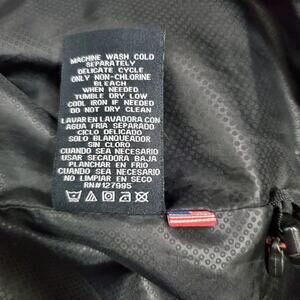 MACHINE WASH COLD
SEPARATELY
DELICATE CYCLE
ONLY NON-CHLORINE
BLEACH
WHEN NEEDED
TUMBLE DRY LOW
COOL IRON IF NEEDED
DO NOT DRY CLEAN
LAVAR EN LAVADORA CON
AGUA FRIA SEPARADO
CICLO DELICADO
SOLO BLANQUEADOR
SIN CLORO
CUANDO SEA NECESARIO
USAR SECADORA BAJA
PLANCHAR EN FRIO
CUANDO SEA NECESARIO
NO LIMPIAR EN SECO
RN#127995